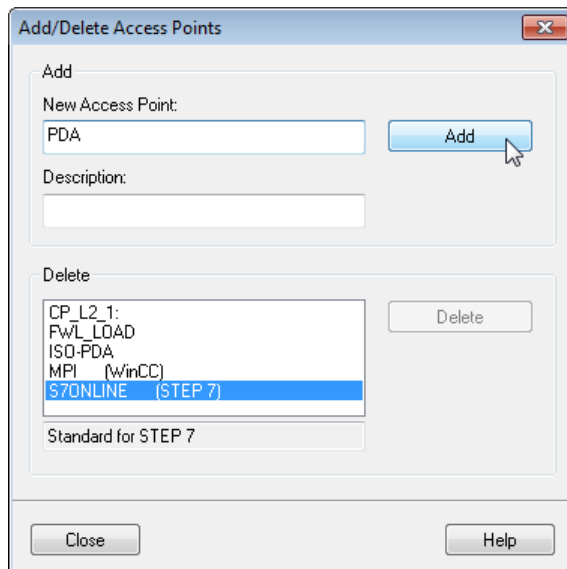 Add/Delete Access Points
Add
New Access Point:
PDA
Add
Description:
Delete
CP_L2_1:
FWL_LOAD
ISO-PDA
MPI (WinCC)
S7ONLINE (STEP 7)
Delete
Standard for STEP 7
Close
Help